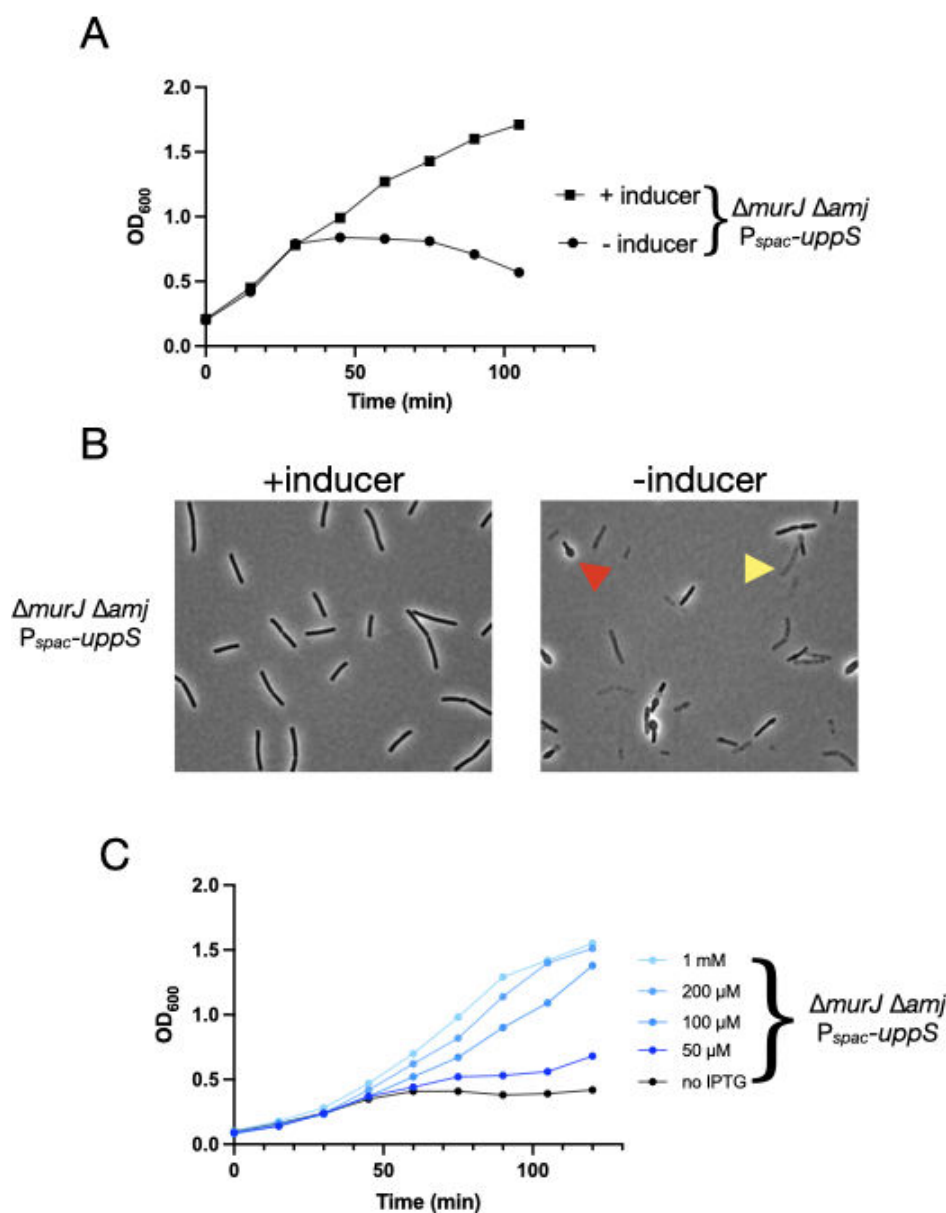 A
2.0
1.5
1.0
0.5
0.0
OD600
0
50
100
Time (min)
+ inducer
- inducer
ΔmurJ Δamj
Pspac-uppS
B
+inducer
-inducer
ΔmurJ Δamj
Pspac-uppS
C
2.0
1.5
1.0
0.5
0.0
OD600
0
50
100
Time (min)
1 mM
200 µM
100 µM
50 µM
no IPTG
ΔmurJ Δamj
Pspac-uppS